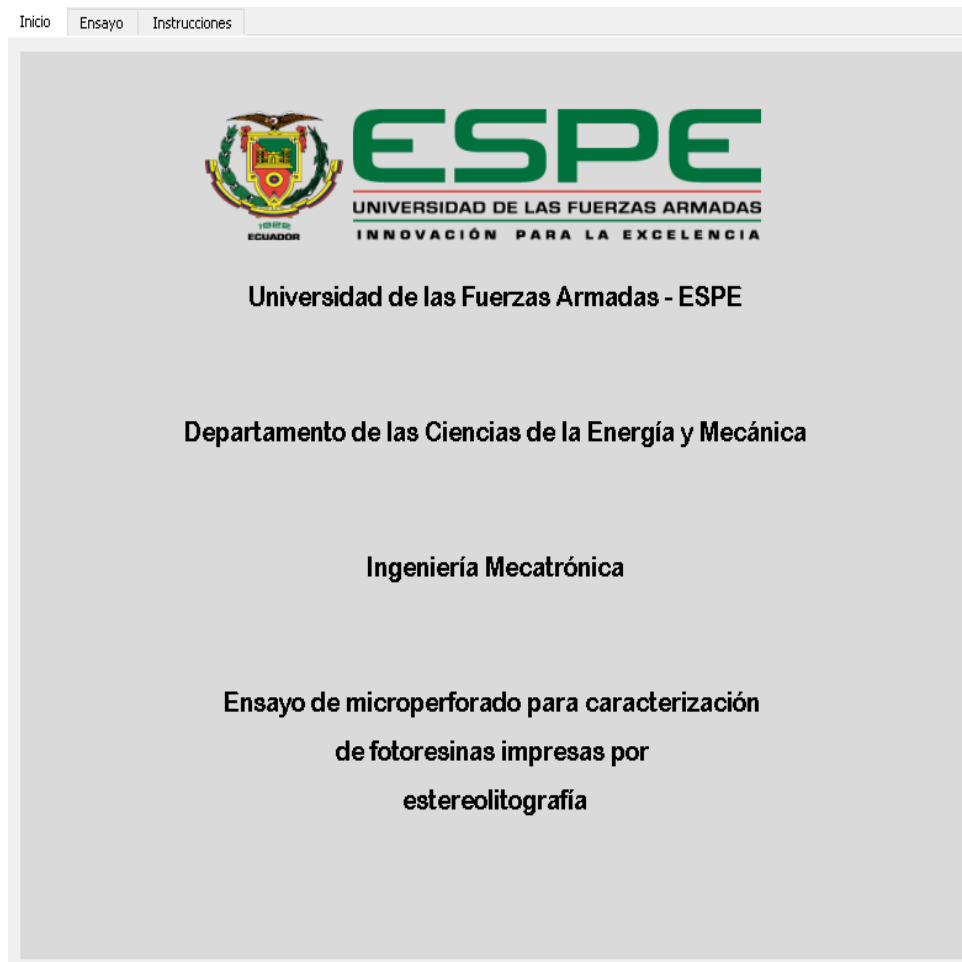 Inicio Ensayo Instrucciones
ESPE
UNIVERSIDAD DE LAS FUERZAS ARMADAS
INNOVACIÓN PARA LA EXCELENCIA
1922
ECUADOR
Universidad de las Fuerzas Armadas - ESPE
Departamento de las Ciencias de la Energía y Mecánica
Ingeniería Mecatrónica
Ensayo de microperforado para caracterización
de fotoresinas impresas por
estereolitografía